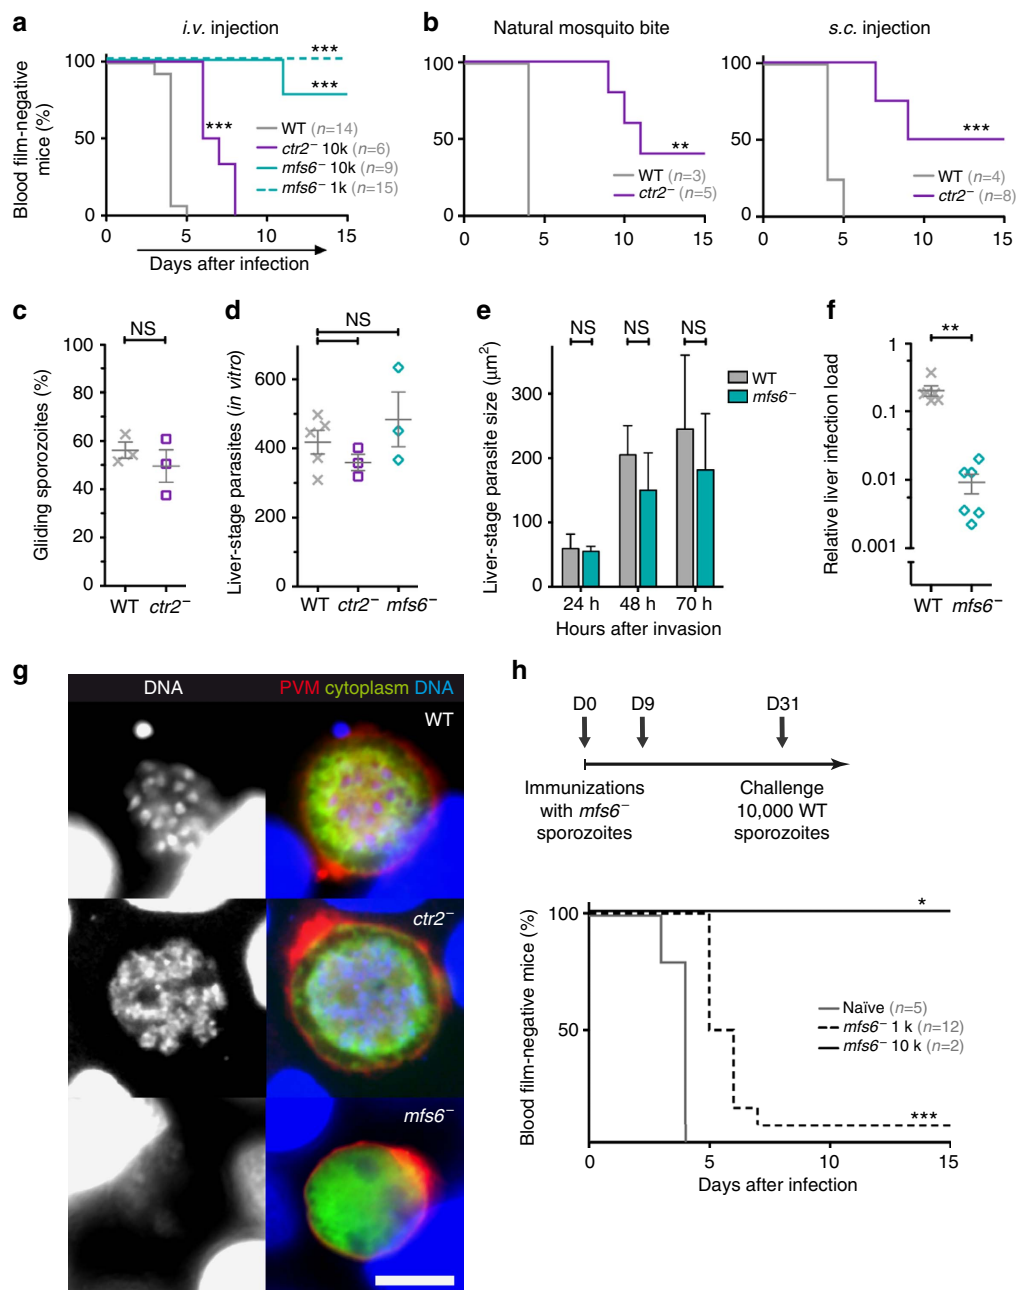 a
i.v. injection
Blood film-negative
mice (%)
100
50
0
***
***
***
WT (n=14)
ctr2⁻ 10k (n=6)
mfs6⁻ 10k (n=9)
mfs6⁻ 1k (n=15)
0 5 10 15
Days after infection
b
Natural mosquito bite
100
50
0
**
WT (n=3)
ctr2⁻ (n=5)
0 5 10 15
s.c. injection
100
50
0
***
WT (n=4)
ctr2⁻ (n=8)
0 5 10 15
c
Gliding sporozoites (%)
NS
100
80
60
40
20
0
WT ctr2⁻
d
Liver-stage parasites (in vitro)
NS
600
400
400
0
WT ctr2⁻ mfs6⁻
e
Liver-stage parasite size (µm²)
NS NS NS
300
200
100
0
WT
mfs6⁻
24 h 48 h 70 h
Hours after invasion
f
Relative liver infection load
**
1
0.1
0.01
0.001
WT mfs6⁻
g
DNA
PVM cytoplasm DNA
WT
ctr2⁻
mfs6⁻
h
D0 D9 D31
Immunizations
with mfs6⁻
sporozoites
Challenge
10,000 WT
sporozoites
Blood film-negative mice (%)
100
50
*
Naïve (n=5)
mfs6⁻ 1 k (n=12)
mfs6⁻ 10 k (n=2)
***
0 5 10 15
Days after infection